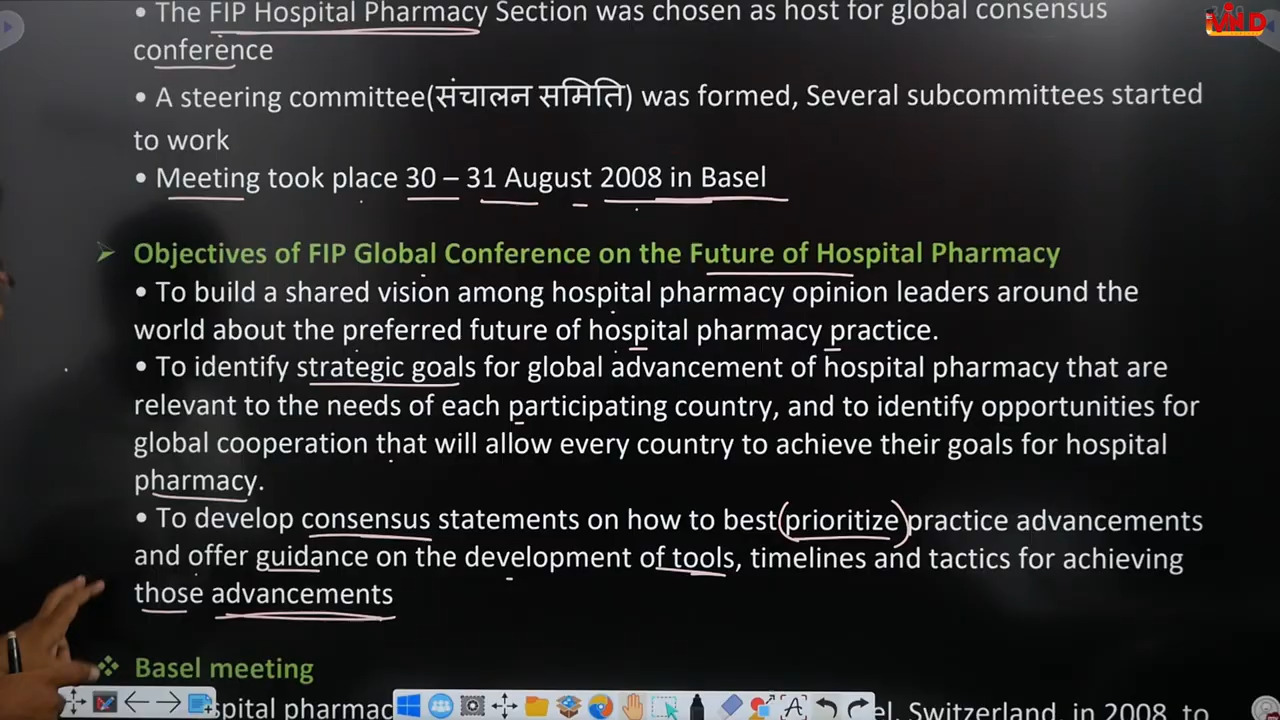 • The FIP Hospital Pharmacy Section was chosen as host for global consensus
conference
• A steering committee(संचालन समिति) was formed, Several subcommittees started
to work
• Meeting took place 30 – 31 August 2008 in Basel
Objectives of FIP Global Conference on the Future of Hospital Pharmacy
• To build a shared vision among hospital pharmacy opinion leaders around the
world about the preferred future of hospital pharmacy practice.
• To identify strategic goals for global advancement of hospital pharmacy that are
relevant to the needs of each participating country, and to identify opportunities for
global cooperation that will allow every country to achieve their goals for hospital
pharmacy.
• To develop consensus statements on how to best prioritize practice advancements
and offer guidance on the development of tools, timelines and tactics for achieving
those advancements
Basel meeting
Switzerland, in 2008, to